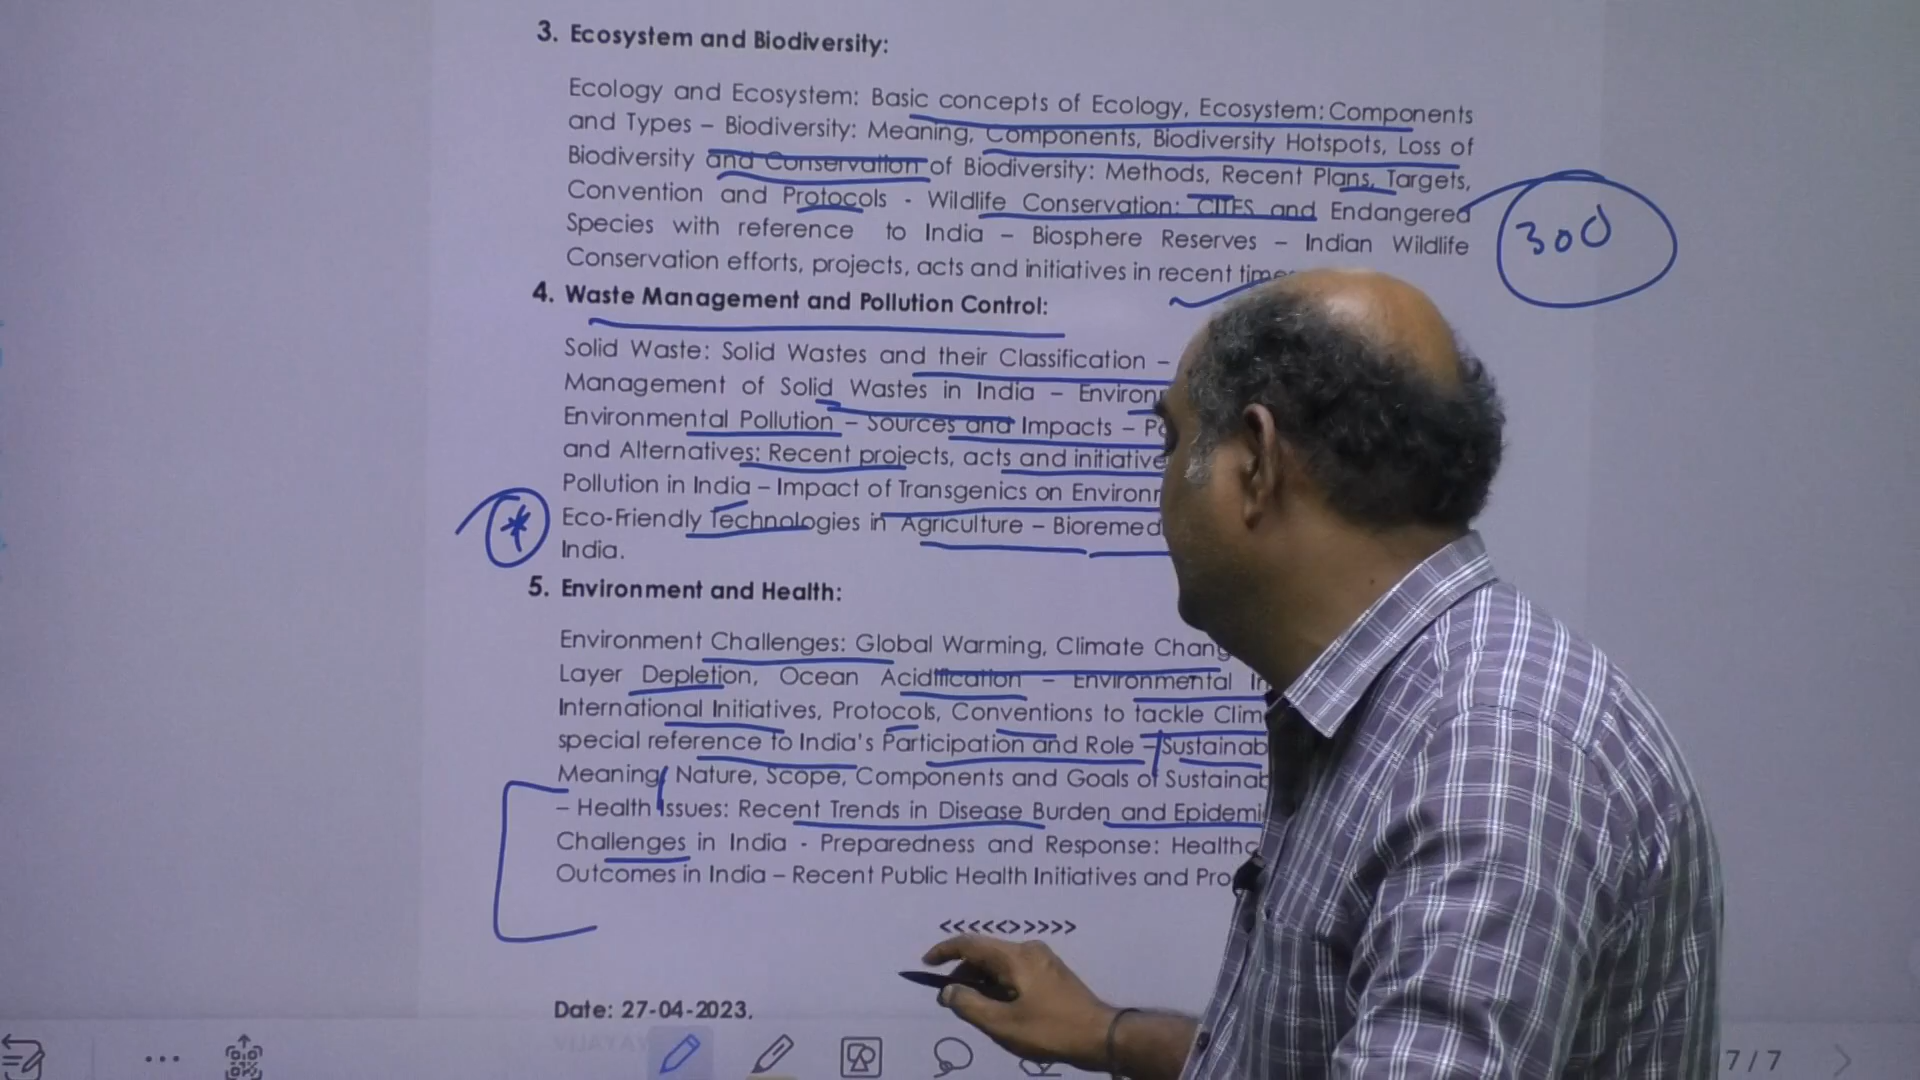 3. Ecosystem and Biodiversity:
Ecology and Ecosystem: Basic concepts of Ecology, Ecosystem: Components
and Types – Biodiversity: Meaning, Components, Biodiversity Hotspots, Loss of
Biodiversity and Conservation of Biodiversity: Methods, Recent Plans, Targets,
Convention and Protocols - Wildlife Conservation: CITES and Endangered
Species with reference to India – Biosphere Reserves – Indian Wildlife
300
Conservation efforts, projects, acts and initiatives in recent
4. Waste Management and Pollution Control:
Solid Waste: Solid Wastes and their Classification –
Management of Solid Wastes in India –
Environmental Pollution – Sources and Impacts –
and Alternatives: Recent projects, acts and
Pollution in India – Impact of Transgenics on
*
Eco-Friendly Technologies in Agriculture –
India.
5. Environment and Health:
Environment Challenges: Global Warming, Climate
Layer Depletion, Ocean Acidification – Environmental
International Initiatives, Protocols, Conventions to tackle
special reference to India's Participation and Role –
Meaning, Nature, Scope, Components and Goals of
– Health Issues: Recent Trends in Disease Burden and
Challenges in India - Preparedness and Response:
Outcomes in India – Recent Public Health Initiatives and
<<<<<>>>>>
Date: 27-04-2023.
7/7